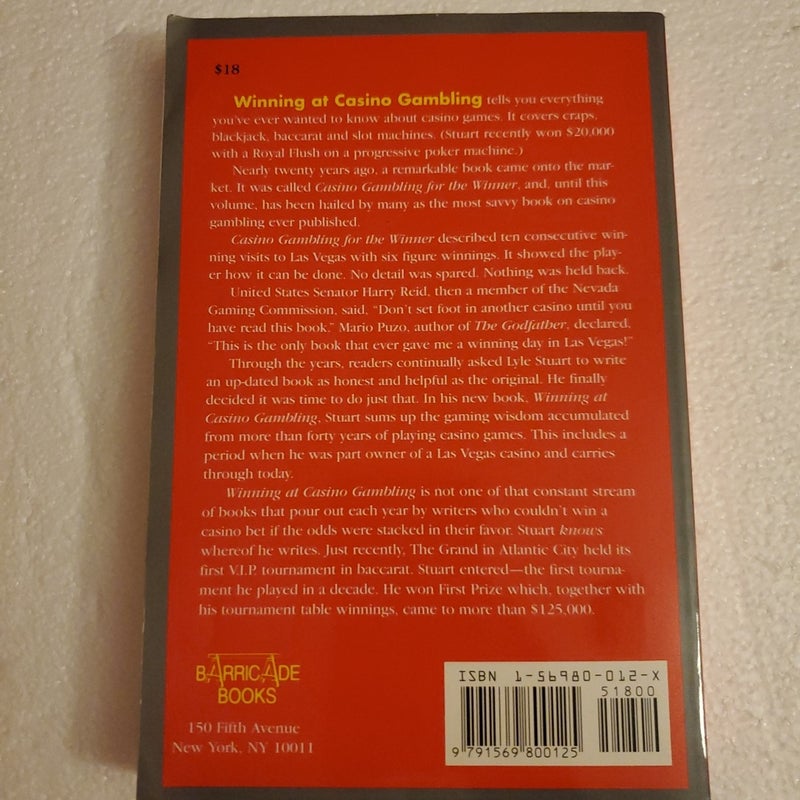 $18
Winning at Casino Gambling tells you everything
you've ever wanted to know about casino games. It covers craps,
blackjack, baccarat and slot machines. (Stuart recently won $20,000
with a Royal Flush on a progressive poker machine.)
Nearly twenty years ago, a remarkable book came onto the mar-
ket. It was called Casino Gambling for the Winner, and, until this
volume, has been hailed by many as the most savvy book on casino
gambling ever published.
Casino Gambling for the Winner described ten consecutive win-
ning visits to Las Vegas with six figure winnings. It showed the play-
er how it can be done. No detail was spared. Nothing was held back.
United States Senator Harry Reid, then a member of the Nevada
Gaming Commission, said, "Don't set foot in another casino until you
have read this book." Mario Puzo, author of The Godfather, declared,
"This is the only book that ever gave me a winning day in Las Vegas!"
Through the years, readers continually asked Lyle Stuart to write
an up-dated book as honest and helpful as the original. He finally
decided it was time to do just that. In his new book, Winning at
Casino Gambling, Stuart sums up the gaming wisdom accumulated
from more than forty years of playing casino games. This includes a
period when he was part owner of a Las Vegas casino and carries
through today.
Winning at Casino Gambling is not one of that constant stream
of books that pour out each year by writers who couldn't win a
casino bet if the odds were stacked in their favor. Stuart knows
whereof he writes. Just recently, The Grand in Atlantic City held its
first V.I.P. tournament in baccarat. Stuart entered—the first tourna-
ment he played in a decade. He won First Prize which, together with
his tournament table winnings, came to more than $125,000.
BARRICADE
BOOKS
150 Fifth Avenue
New York, NY 10011
ISBN 1-56980-012-X
51800
9 791569 800125